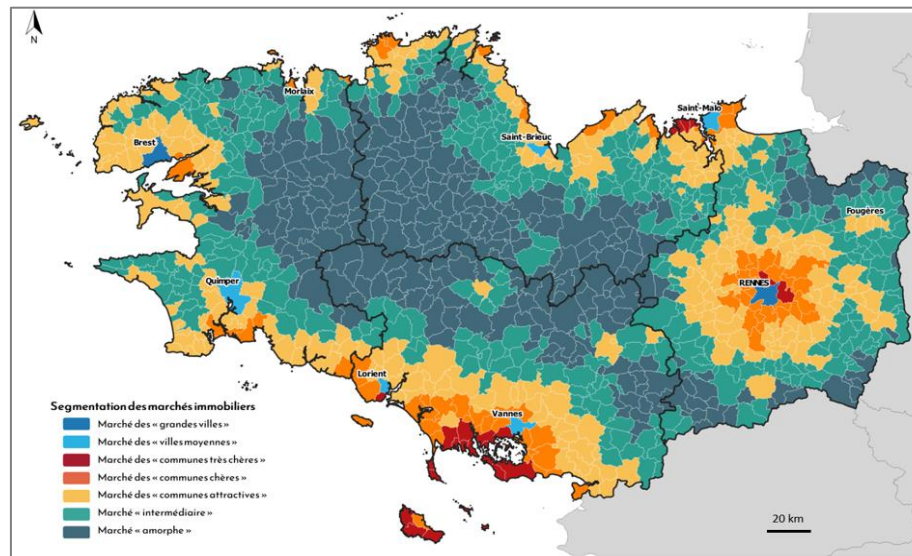 N
Morlaix
Saint-Malo
Brest
Saint-Brieuc
Fougères
Quimper
RENNES
Lorient
Vannes
Segmentation des marchés immobiliers
Marché des « grandes villes »
Marché des « villes moyennes »
Marché des « communes très chères »
Marché des « communes chères »
Marché des « communes attractives »
Marché « intermédiaire »
Marché « amorphe »
20 km